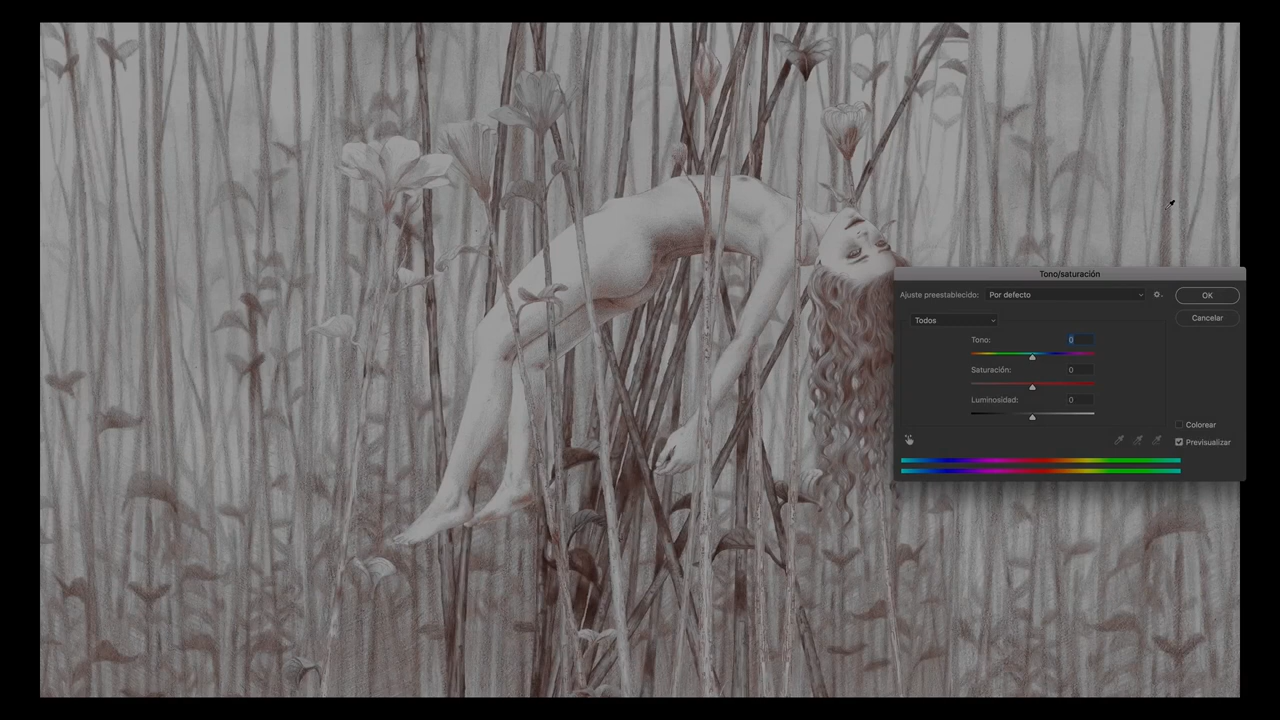 Tono/saturación
Ajuste preestablecido: Por defecto
OK
Cancelar
Todos
Tono: 0
Saturación: 0
Luminosidad: 0
Colorear
Previsualizar